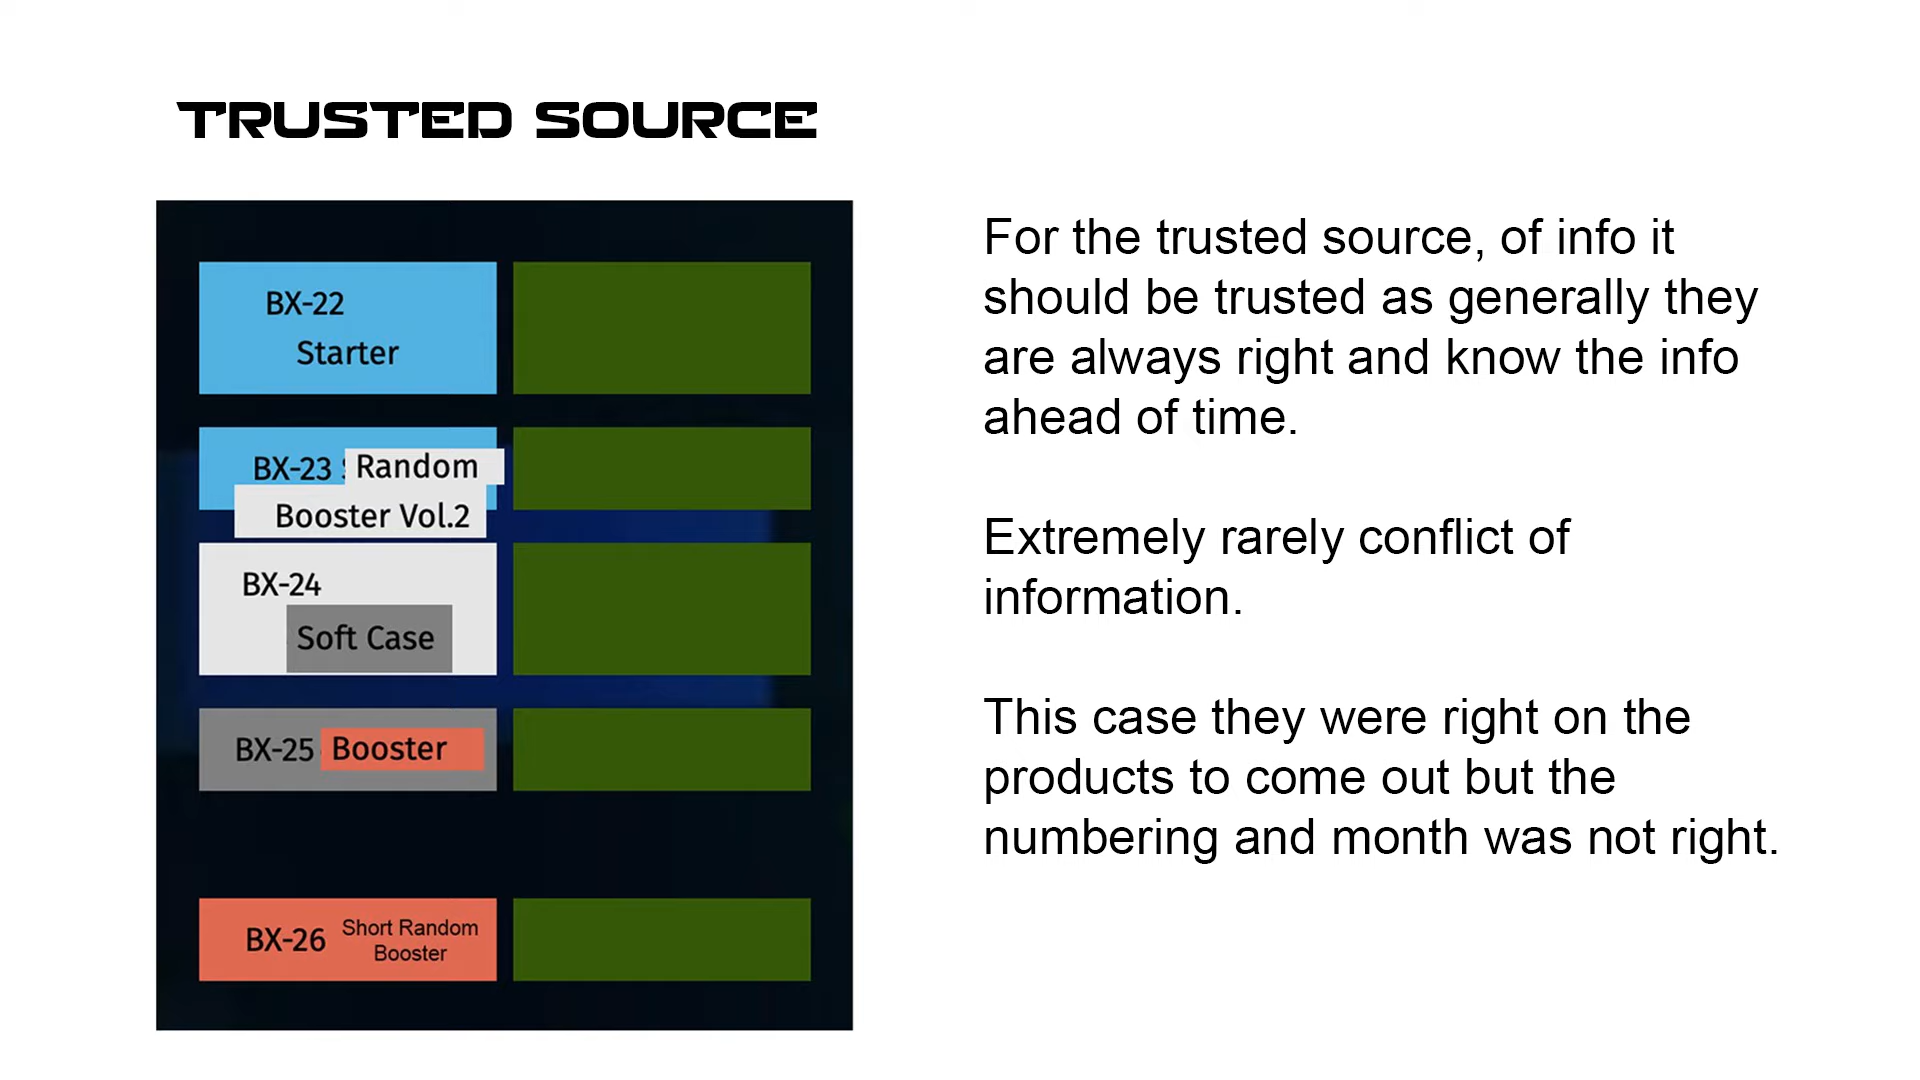 TRUSTED SOURCE
BX-22
Starter
BX-23 Random
Booster Vol.2
BX-24
Soft Case
BX-25 Booster
BX-26 Short Random
Booster
For the trusted source, of info it
should be trusted as generally they
are always right and know the info
ahead of time.
Extremely rarely conflict of
information.
This case they were right on the
products to come out but the
numbering and month was not right.